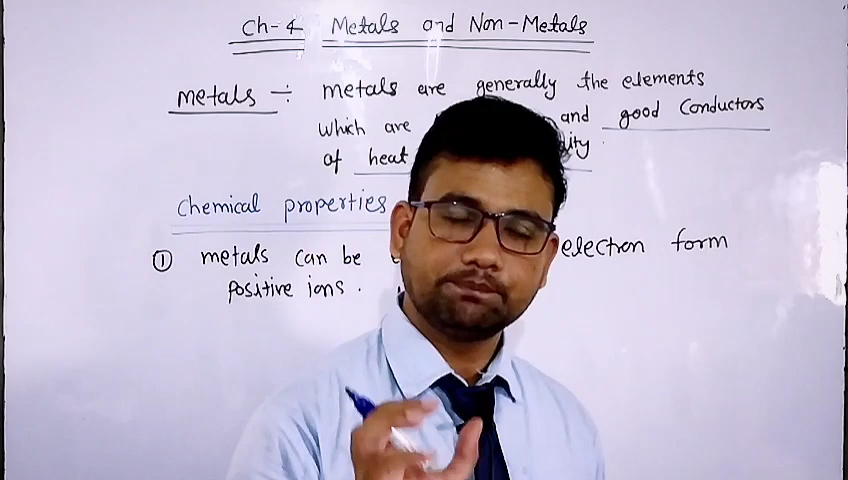 Ch-4 Metals and Non-Metals
Metals ÷ metals are generally the elements
which are and good Conductors
of heat
Chemical properties
① metals can be electron form
positive ions.